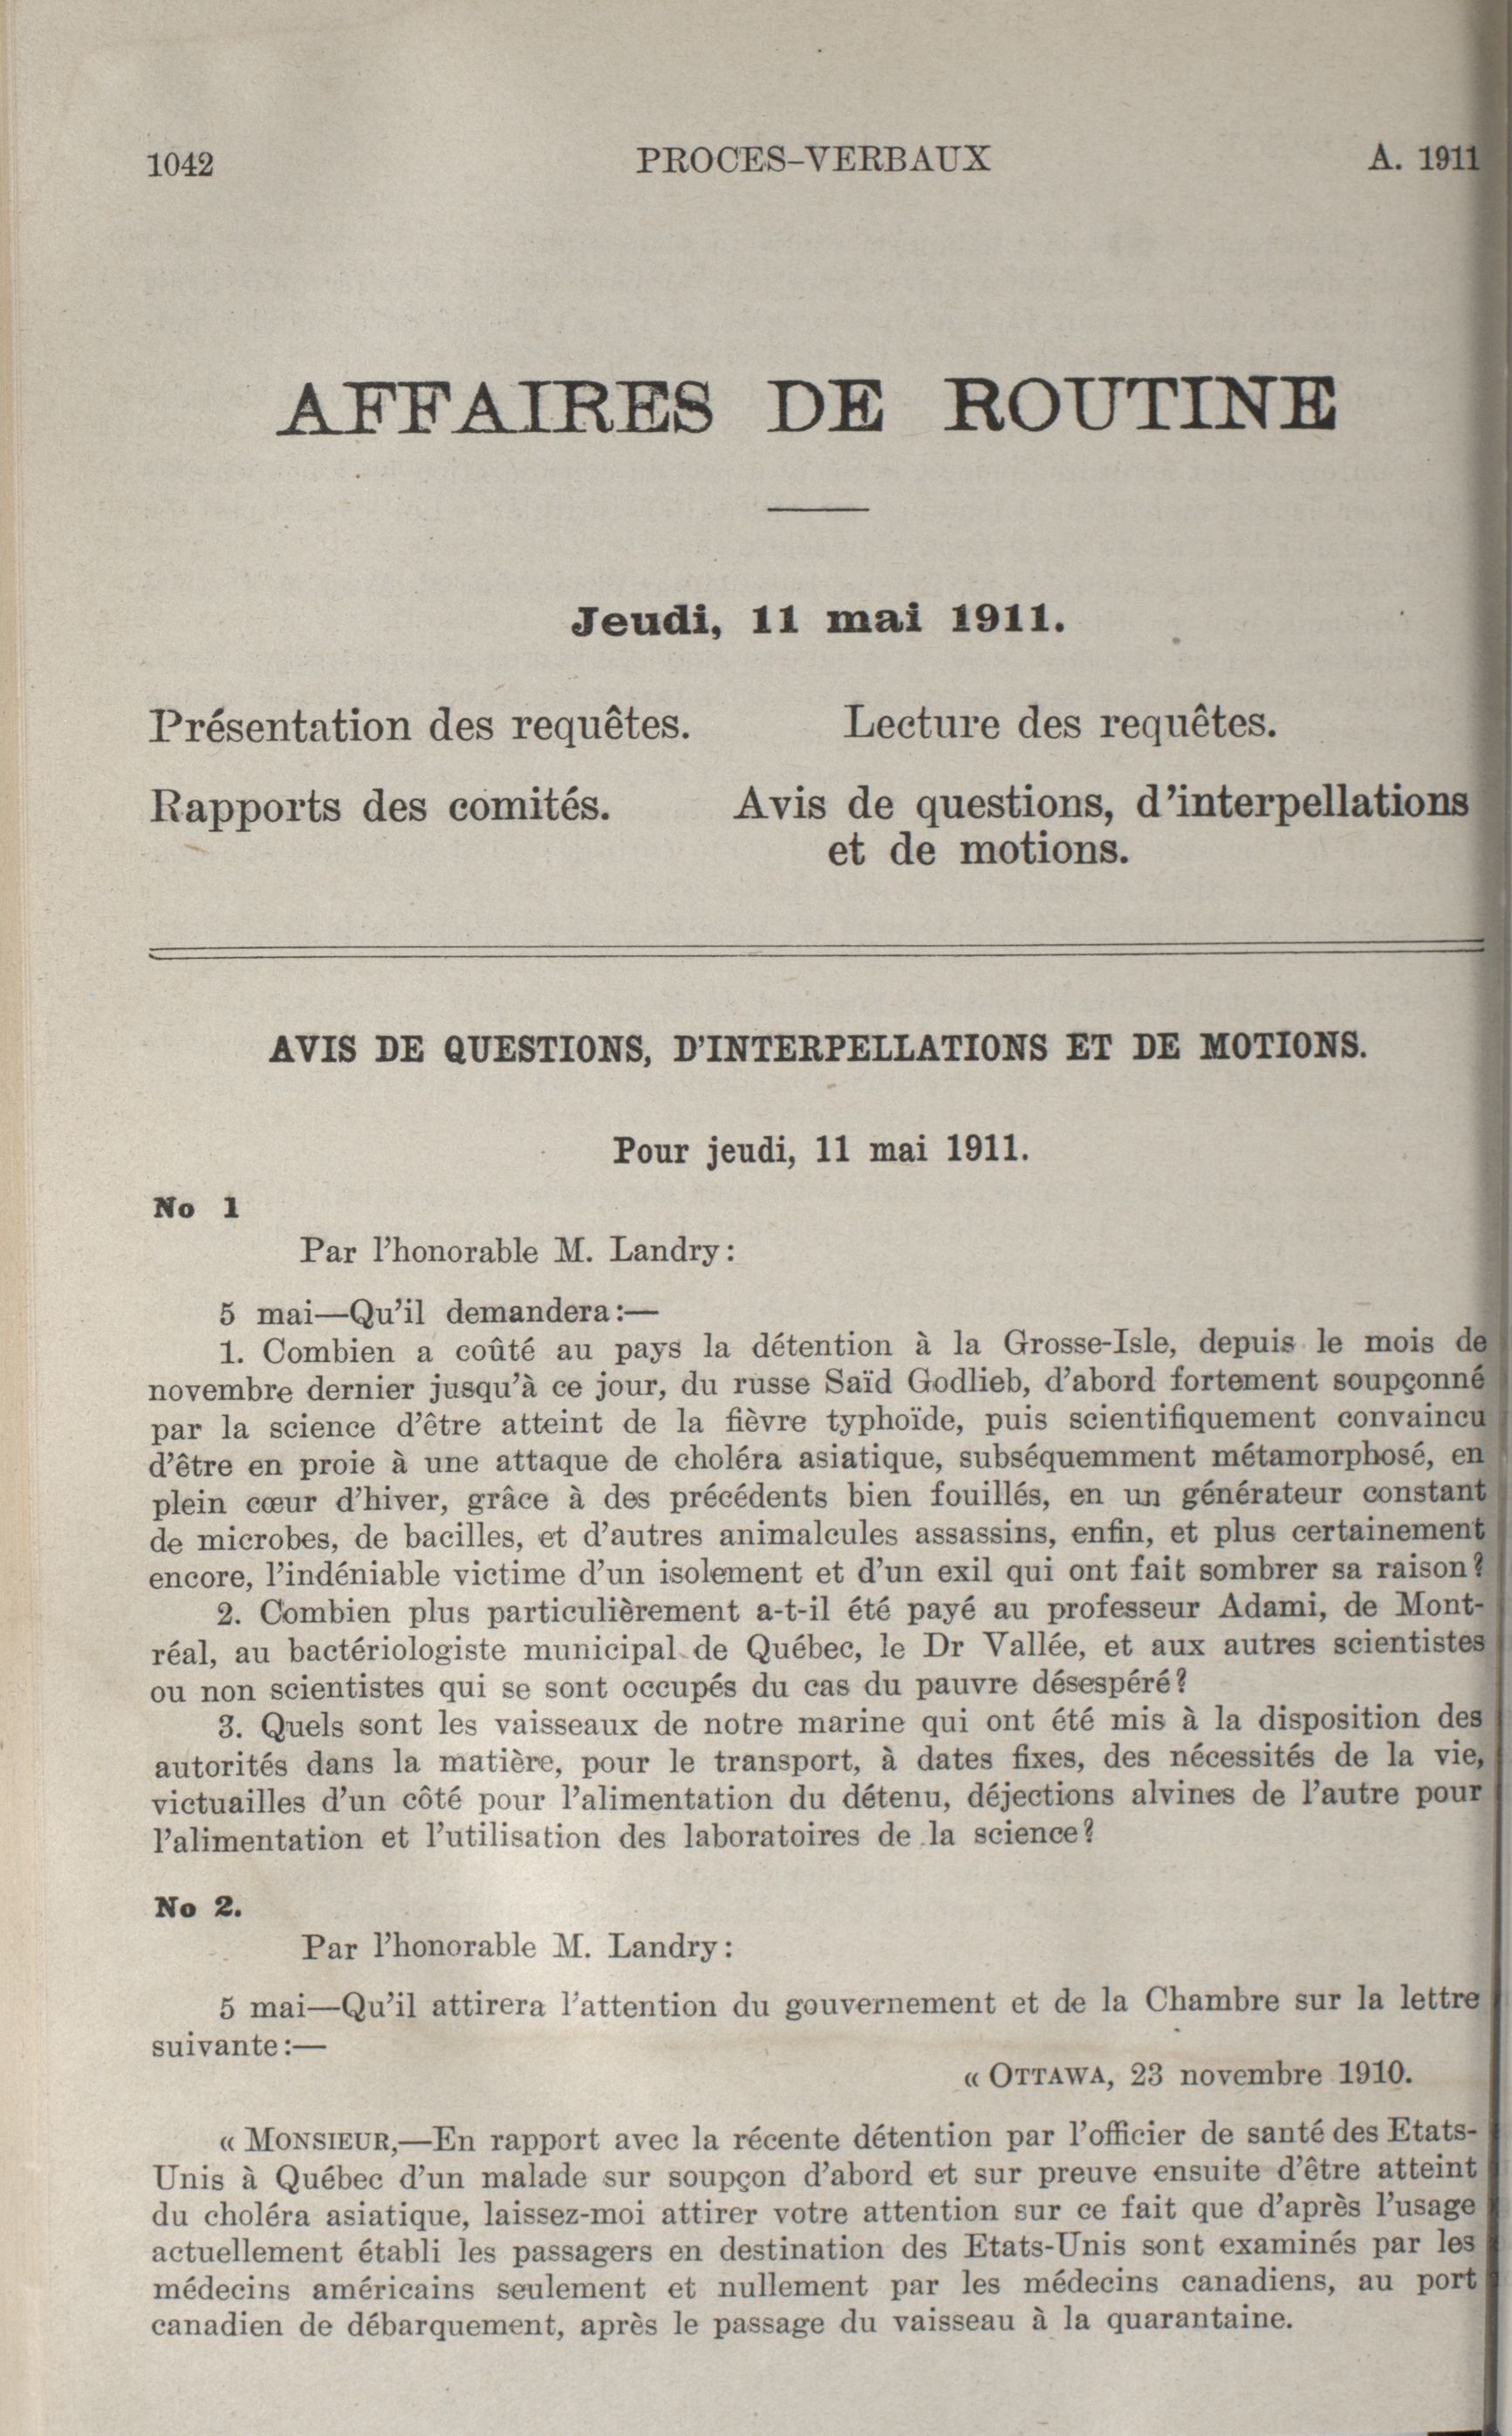 1042 PROCES-VERBAUX A. 1911
AFFAIRES DE ROUTINE
Jeudi, 11 mai 1911.
Présentation des requêtes. Lecture des requêtes.
Rapports des comités. Avis de questions, d'interpellations
et de motions.
AVIS DE QUESTIONS, D'INTERPELLATIONS ET DE MOTIONS.
Pour jeudi, 11 mai 1911.
No 1
Par l'honorable M. Landry:
5 mai—Qu'il demandera:—
1. Combien a coûté au pays la détention à la Grosse-Isle, depuis le mois de
novembre dernier jusqu'à ce jour, du russe Saïd Godlieb, d'abord fortement soupçonné
par la science d'être atteint de la fièvre typhoïde, puis scientifiquement convaincu
d'être en proie à une attaque de choléra asiatique, subséquemment métamorphosé, en
plein cœur d'hiver, grâce à des précédents bien fouillés, en un générateur constant
de microbes, de bacilles, et d'autres animalcules assassins, enfin, et plus certainement
encore, l'indéniable victime d'un isolement et d'un exil qui ont fait sombrer sa raison?
2. Combien plus particulièrement a-t-il été payé au professeur Adami, de Mont-
réal, au bactériologiste municipal de Québec, le Dr Vallée, et aux autres scientistes
ou non scientistes qui se sont occupés du cas du pauvre désespéré?
3. Quels sont les vaisseaux de notre marine qui ont été mis à la disposition des
autorités dans la matière, pour le transport, à dates fixes, des nécessités de la vie,
victuailles d'un côté pour l'alimentation du détenu, déjections alvines de l'autre pour
l'alimentation et l'utilisation des laboratoires de la science?
No 2.
Par l'honorable M. Landry:
5 mai—Qu'il attirera l'attention du gouvernement et de la Chambre sur la lettre
suivante:—
« OTTAWA, 23 novembre 1910.
« MONSIEUR,—En rapport avec la récente détention par l'officier de santé des Etats-
Unis à Québec d'un malade sur soupçon d'abord et sur preuve ensuite d'être atteint
du choléra asiatique, laissez-moi attirer votre attention sur ce fait que d'après l'usage
actuellement établi les passagers en destination des Etats-Unis sont examinés par les
médecins américains seulement et nullement par les médecins canadiens, au port
canadien de débarquement, après le passage du vaisseau à la quarantaine.